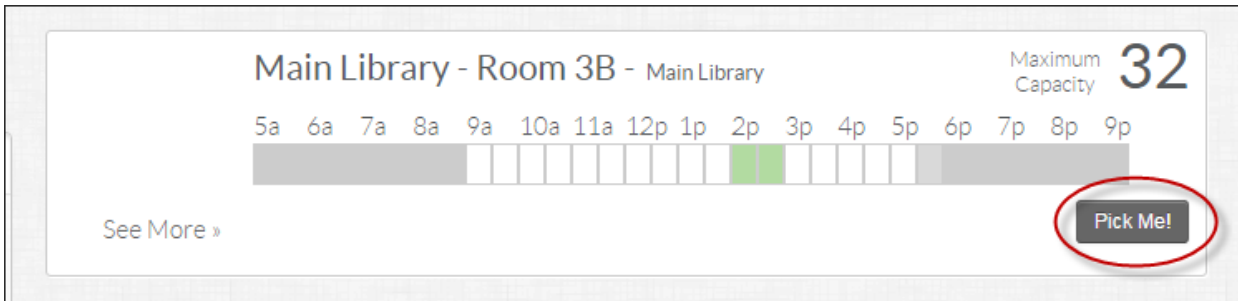 Main Library - Room 3B - Main Library
Maximum Capacity 32
5a 6a 7a 8a 9a 10a 11a 12p 1p 2p 3p 4p 5p 6p 7p 8p 9p
See More »
Pick Me!